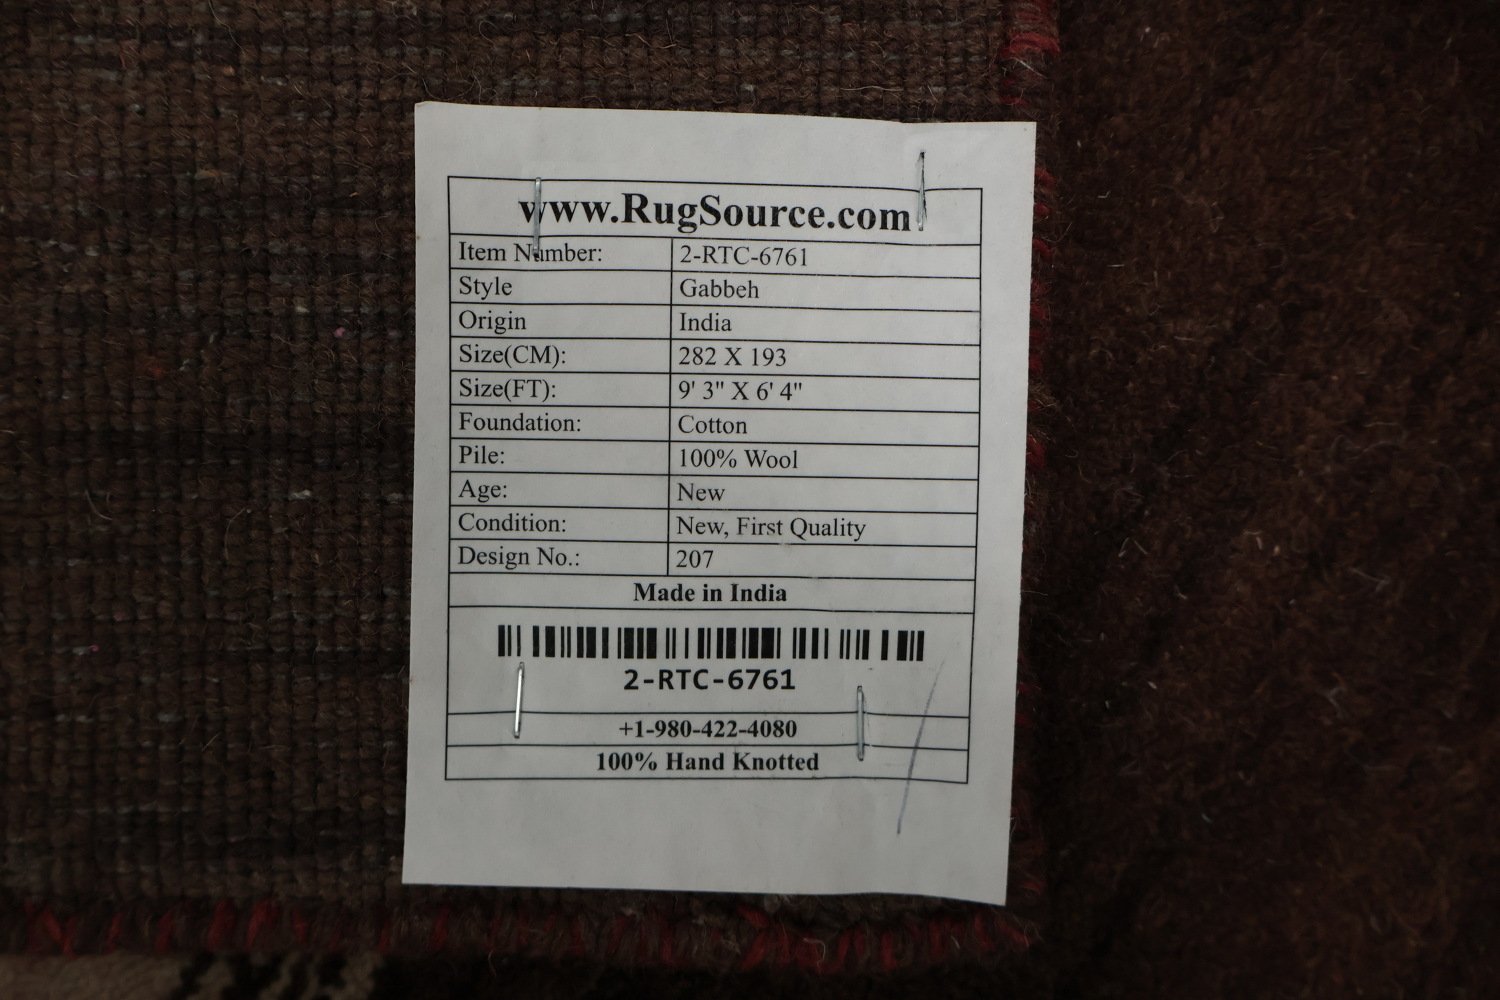 www.RugSource.com
Item Number: 2-RTC-6761
Style Gabbeh
Origin India
Size(CM): 282 X 193
Size(FT): 9' 3" X 6' 4"
Foundation: Cotton
Pile: 100% Wool
Age: New
Condition: New, First Quality
Design No.: 207
Made in India
2-RTC-6761
+1-980-422-4080
100% Hand Knotted